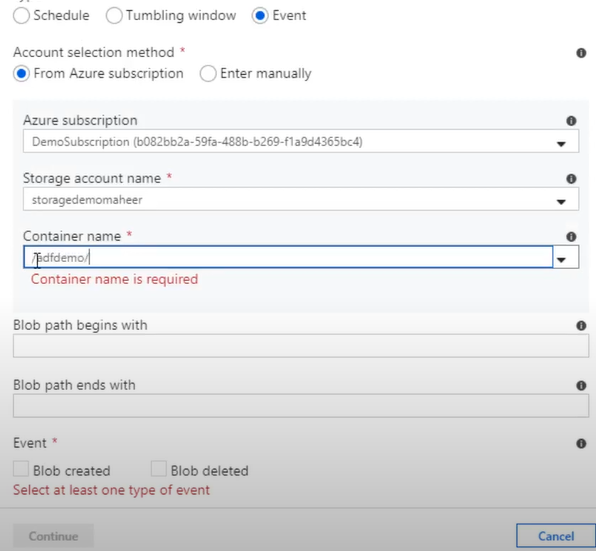 Schedule Tumbling window Event
Account selection method *
From Azure subscription Enter manually
Azure subscription
DemoSubscription (b082bb2a-59fa-488b-b269-f1a9d4365bc4)
Storage account name *
storagedemomaheer
Container name *
/adfdemo/
Container name is required
Blob path begins with
Blob path ends with
Event *
Blob created Blob deleted
Select at least one type of event
Continue Cancel